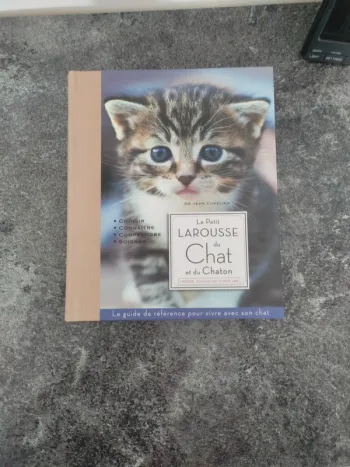 Dr Jean Cuvelier
• Choisir
• Connaître
• Comprendre
• Soigner
Le Petit
LAROUSSE
du
Chat
et du Chaton
Le guide de référence pour vivre avec son chat